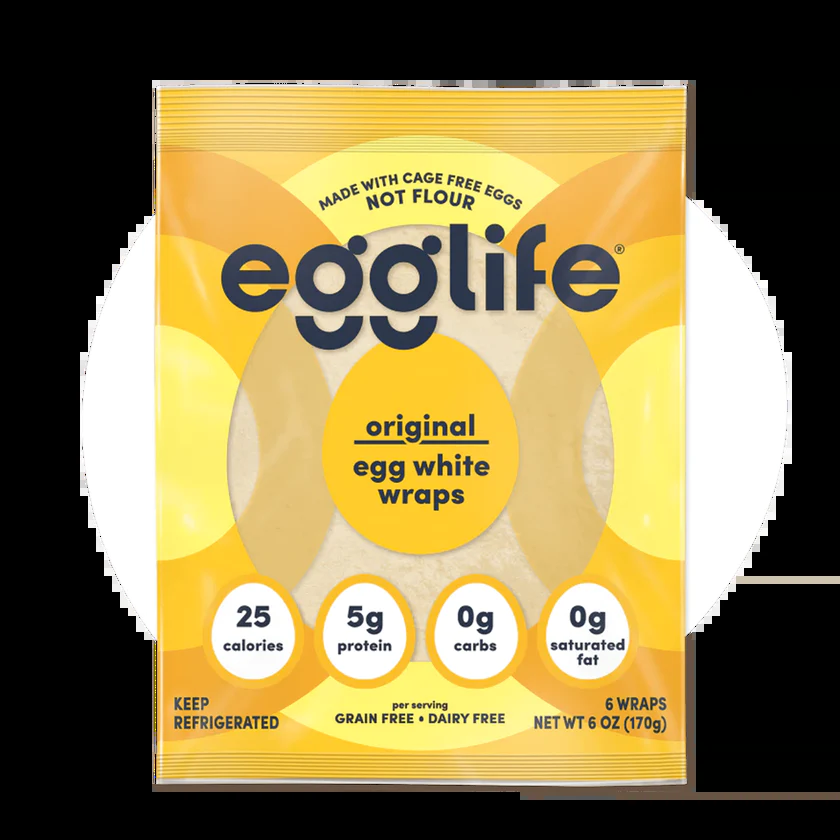 MADE WITH CAGE FREE EGGS
NOT FLOUR
egglife®
original
egg white
wraps
25
calories
5g
protein
0g
carbs
0g
saturated
fat
KEEP
REFRIGERATED
per serving
GRAIN FREE • DAIRY FREE
6 WRAPS
NET WT 6 OZ (170g)